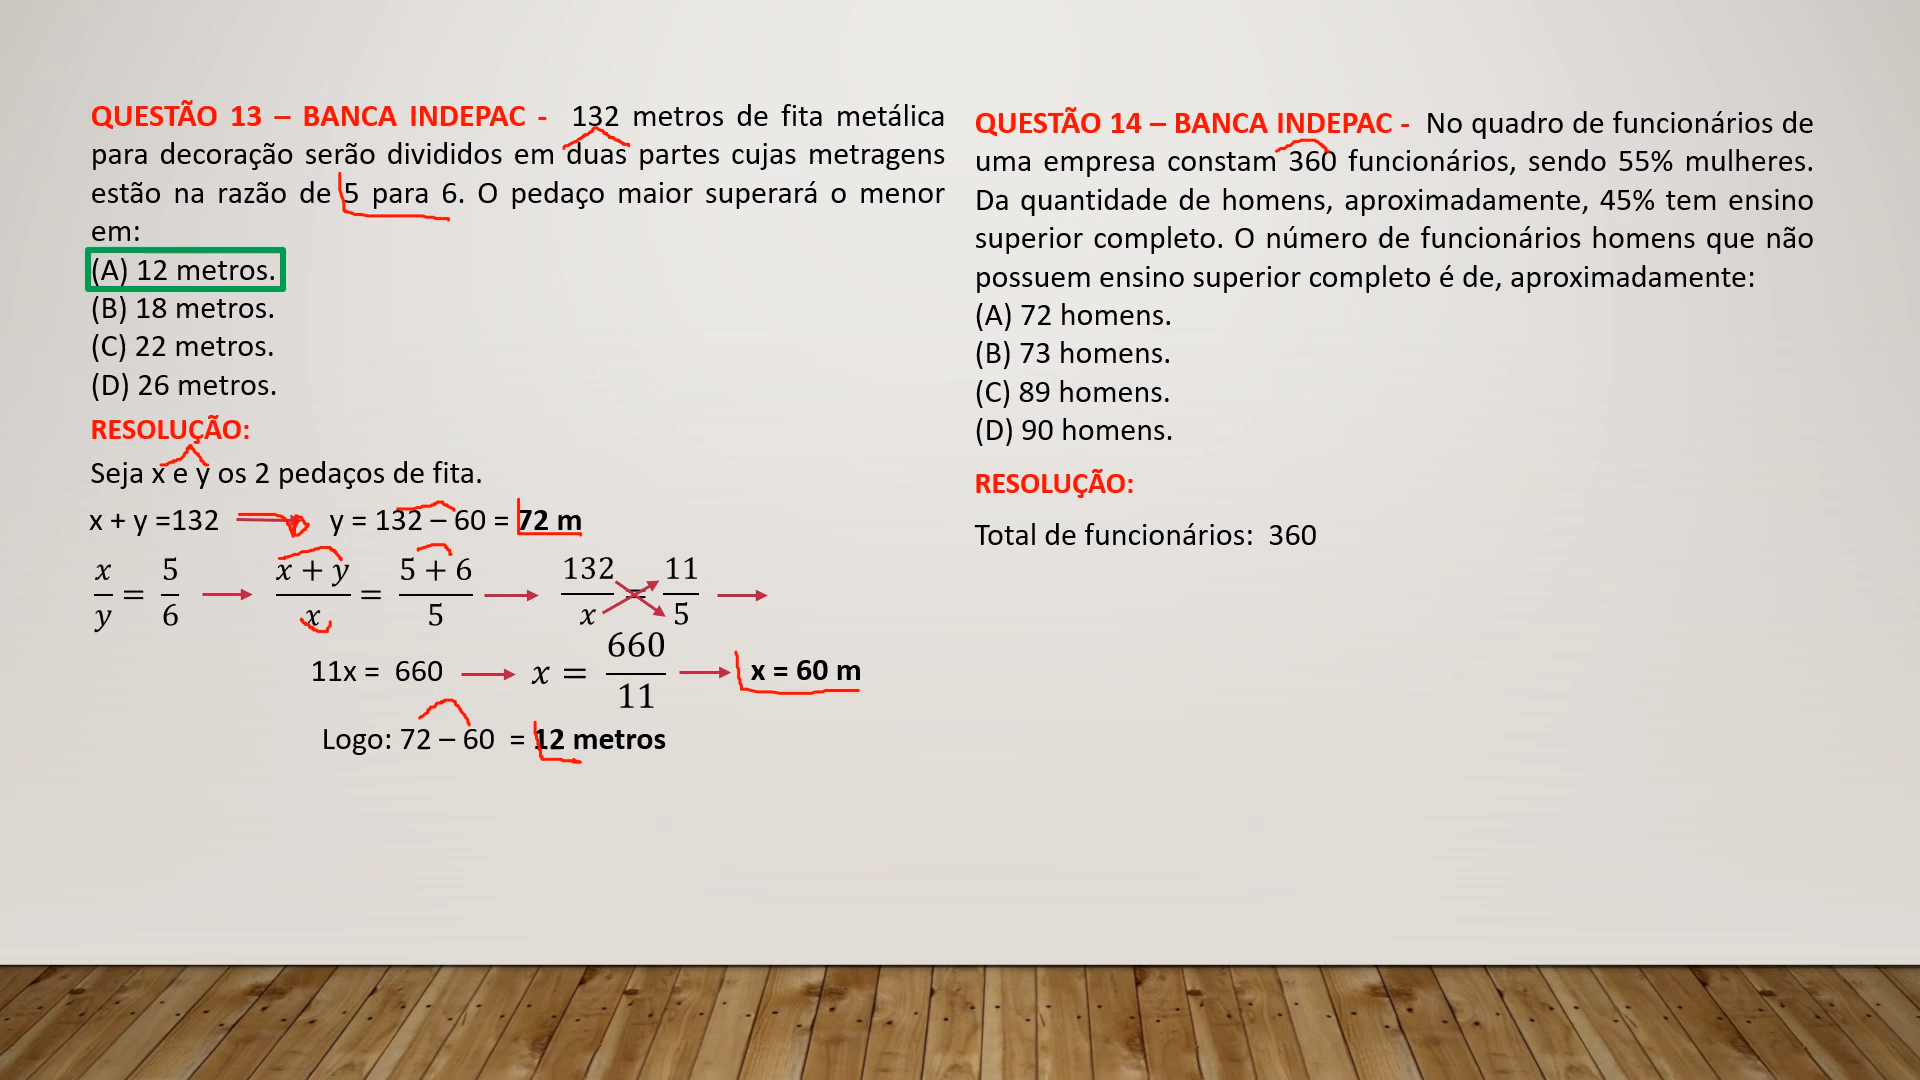 QUESTÃO 13 – BANCA INDEPAC - 132 metros de fita metálica
para decoração serão divididos em duas partes cujas metragens
estão na razão de 5 para 6. O pedaço maior superará o menor
em:
(A) 12 metros.
(B) 18 metros.
(C) 22 metros.
(D) 26 metros.
RESOLUÇÃO:
Seja x e y os 2 pedaços de fita.
x + y =132 y = 132 – 60 = 72 m
x/y = 5/6 (x + y)/x = (5 + 6)/5 132/x = 11/5
11x = 660 x = 660/11 x = 60 m
Logo: 72 – 60 = 12 metros
QUESTÃO 14 – BANCA INDEPAC - No quadro de funcionários de
uma empresa constam 360 funcionários, sendo 55% mulheres.
Da quantidade de homens, aproximadamente, 45% tem ensino
superior completo. O número de funcionários homens que não
possuem ensino superior completo é de, aproximadamente:
(A) 72 homens.
(B) 73 homens.
(C) 89 homens.
(D) 90 homens.
RESOLUÇÃO:
Total de funcionários: 360